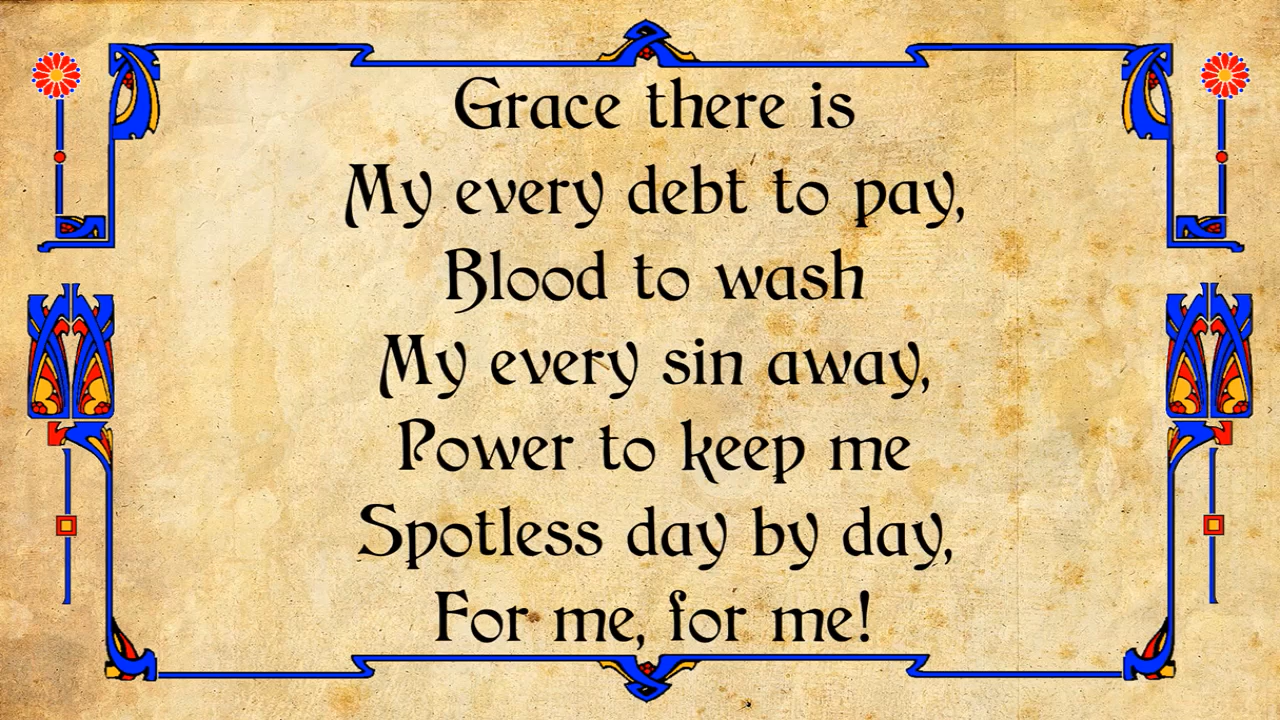 Grace there is
My every debt to pay,
Blood to wash
My every sin away,
Power to keep me
Spotless day by day,
For me, for me!